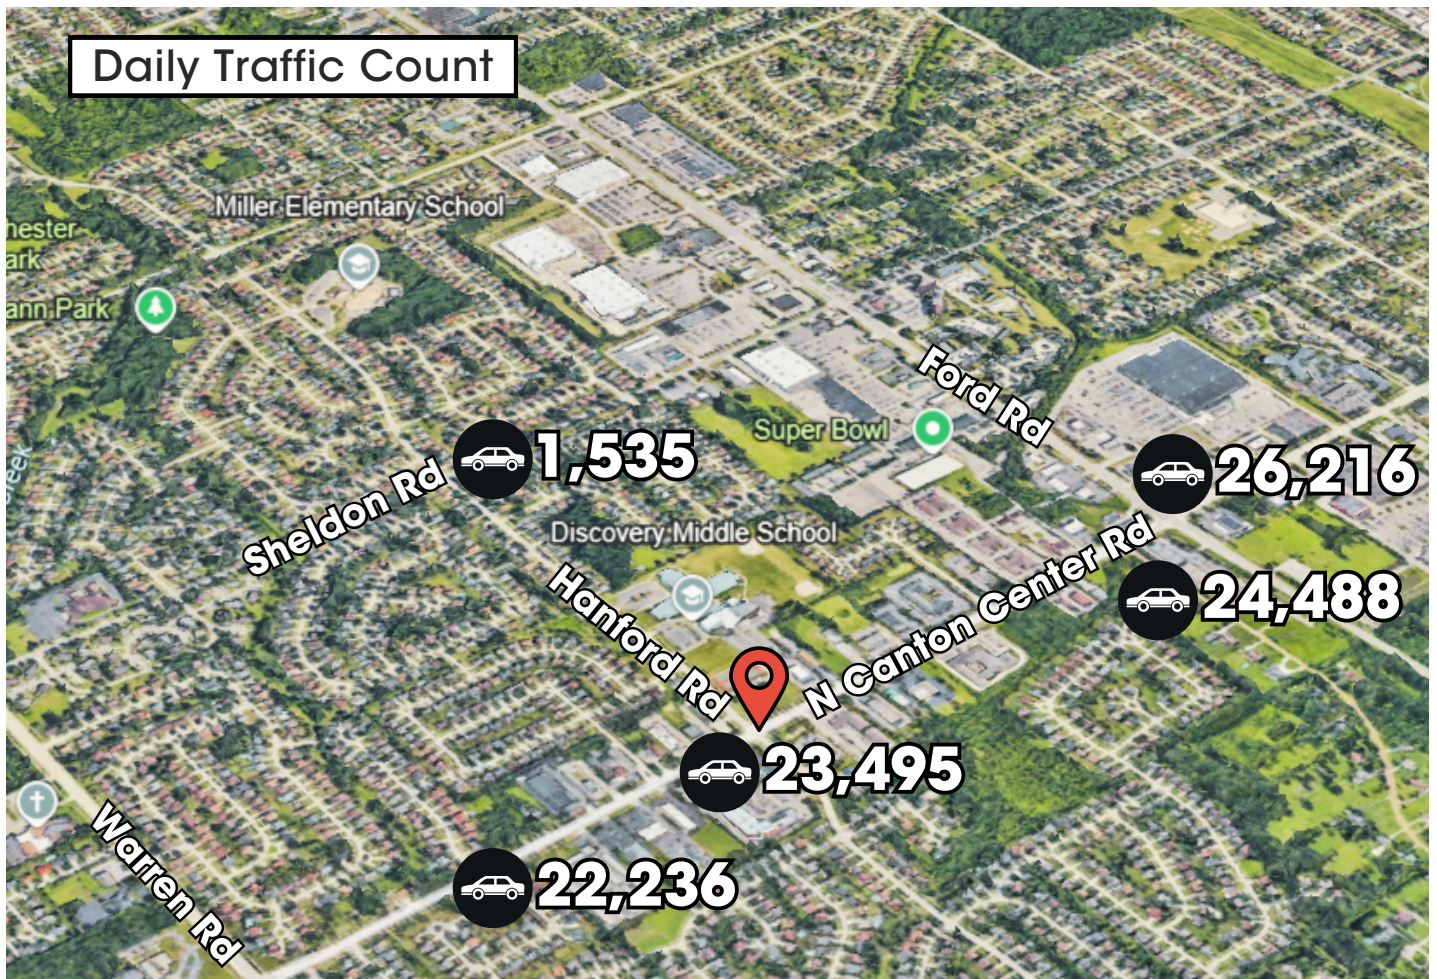 Daily Traffic Count
Miller Elementary School
hester
ark
ann Park
Ford Rd
Super Bowl
1,535
26,216
Sheldon Rd
eek
Discovery Middle School
N Canton Center Rd
24,488
Hanford Rd
23,495
Warren Rd
22,236